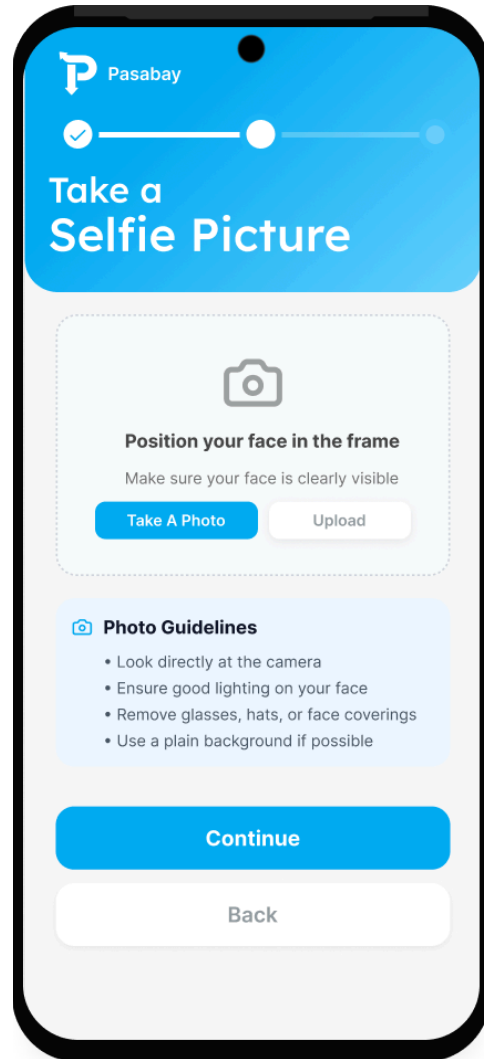 Pasabay
Take a
Selfie Picture
Position your face in the frame
Make sure your face is clearly visible
Take A Photo
Upload
Photo Guidelines
• Look directly at the camera
• Ensure good lighting on your face
• Remove glasses, hats, or face coverings
• Use a plain background if possible
Continue
Back